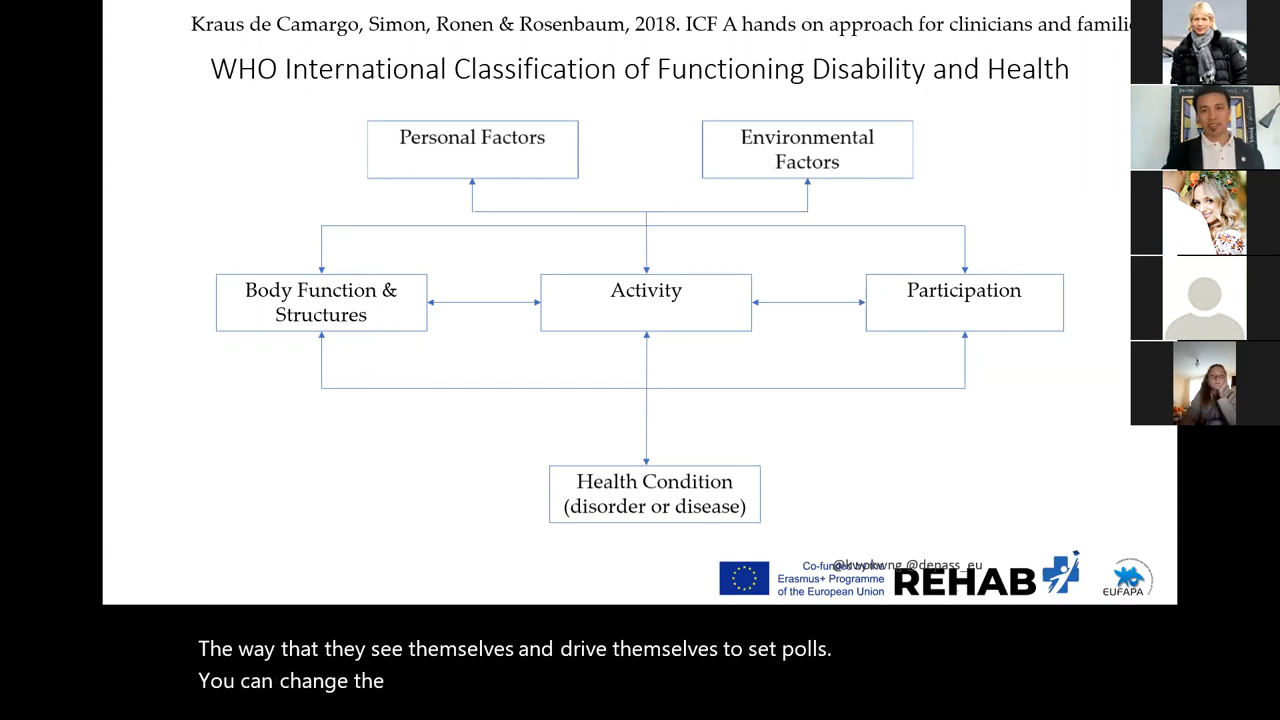 Kraus de Camargo, Simon, Ronen & Rosenbaum, 2018. ICF A hands on approach for clinicians and familie
WHO International Classification of Functioning Disability and Health
Personal Factors
Environmental
Factors
Body Function &
Structures
Activity
Participation
Health Condition
(disorder or disease)
@kwokwng @depass_eu
Co-funded by the
Erasmus+ Programme
of the European Union
REHAB
EUFAPA
The way that they see themselves and drive themselves to set polls.
You can change the